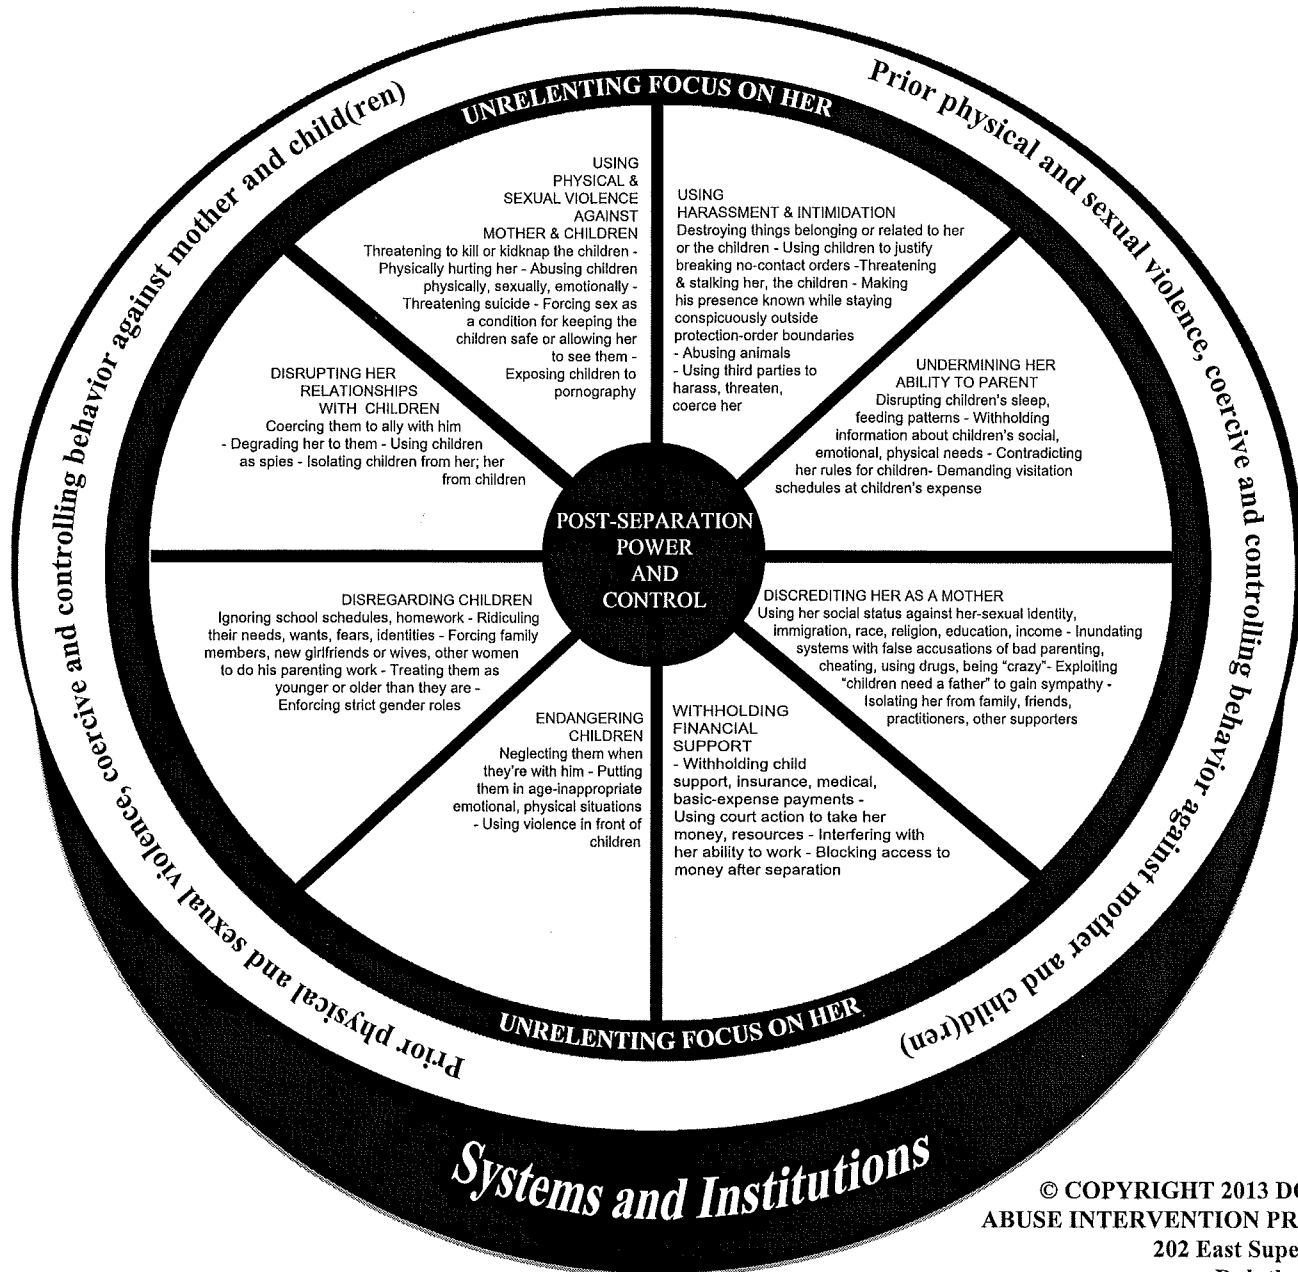 Prior physical and sexual violence, coercive and controlling behavior against mother and child(ren)
Prior physical and sexual violence, coercive and controlling behavior against mother and child(ren)
UNRELENTING FOCUS ON HER
USING
PHYSICAL &
SEXUAL VIOLENCE
AGAINST
MOTHER & CHILDREN
Threatening to kill or kidknap the children -
Physically hurting her - Abusing children
physically, sexually, emotionally -
Threatening suicide - Forcing sex as
a condition for keeping the
children safe or allowing her
to see them -
Exposing children to
pornography
USING
HARASSMENT & INTIMIDATION
Destroying things belonging or related to her
or the children - Using children to justify
breaking no-contact orders -Threatening
& stalking her, the children - Making
his presence known while staying
conspicuously outside
protection-order boundaries
- Abusing animals
- Using third parties to
harass, threaten,
coerce her
UNDERMINING HER
ABILITY TO PARENT
Disrupting children's sleep,
feeding patterns - Withholding
information about children's social,
emotional, physical needs - Contradicting
her rules for children- Demanding visitation
schedules at children's expense
DISRUPTING HER
RELATIONSHIPS
WITH CHILDREN
Coercing them to ally with him
- Degrading her to them - Using children
as spies - Isolating children from her; her
from children
POST-SEPARATION
POWER
AND
CONTROL
DISREGARDING CHILDREN
Ignoring school schedules, homework - Ridiculing
their needs, wants, fears, identities - Forcing family
members, new girlfriends or wives, other women
to do his parenting work - Treating them as
younger or older than they are -
Enforcing strict gender roles
DISCREDITING HER AS A MOTHER
Using her social status against her-sexual identity,
immigration, race, religion, education, income - Inundating
systems with false accusations of bad parenting,
cheating, using drugs, being "crazy"- Exploiting
"children need a father" to gain sympathy -
Isolating her from family, friends,
practitioners, other supporters
ENDANGERING
CHILDREN
Neglecting them when
they're with him - Putting
them in age-inappropriate
emotional, physical situations
- Using violence in front of
children
WITHHOLDING
FINANCIAL
SUPPORT
- Withholding child
support, insurance, medical,
basic-expense payments -
Using court action to take her
money, resources - Interfering with
her ability to work - Blocking access to
money after separation
UNRELENTING FOCUS ON HER
Systems and Institutions
© COPYRIGHT 2013 DO
ABUSE INTERVENTION PR
202 East Supe